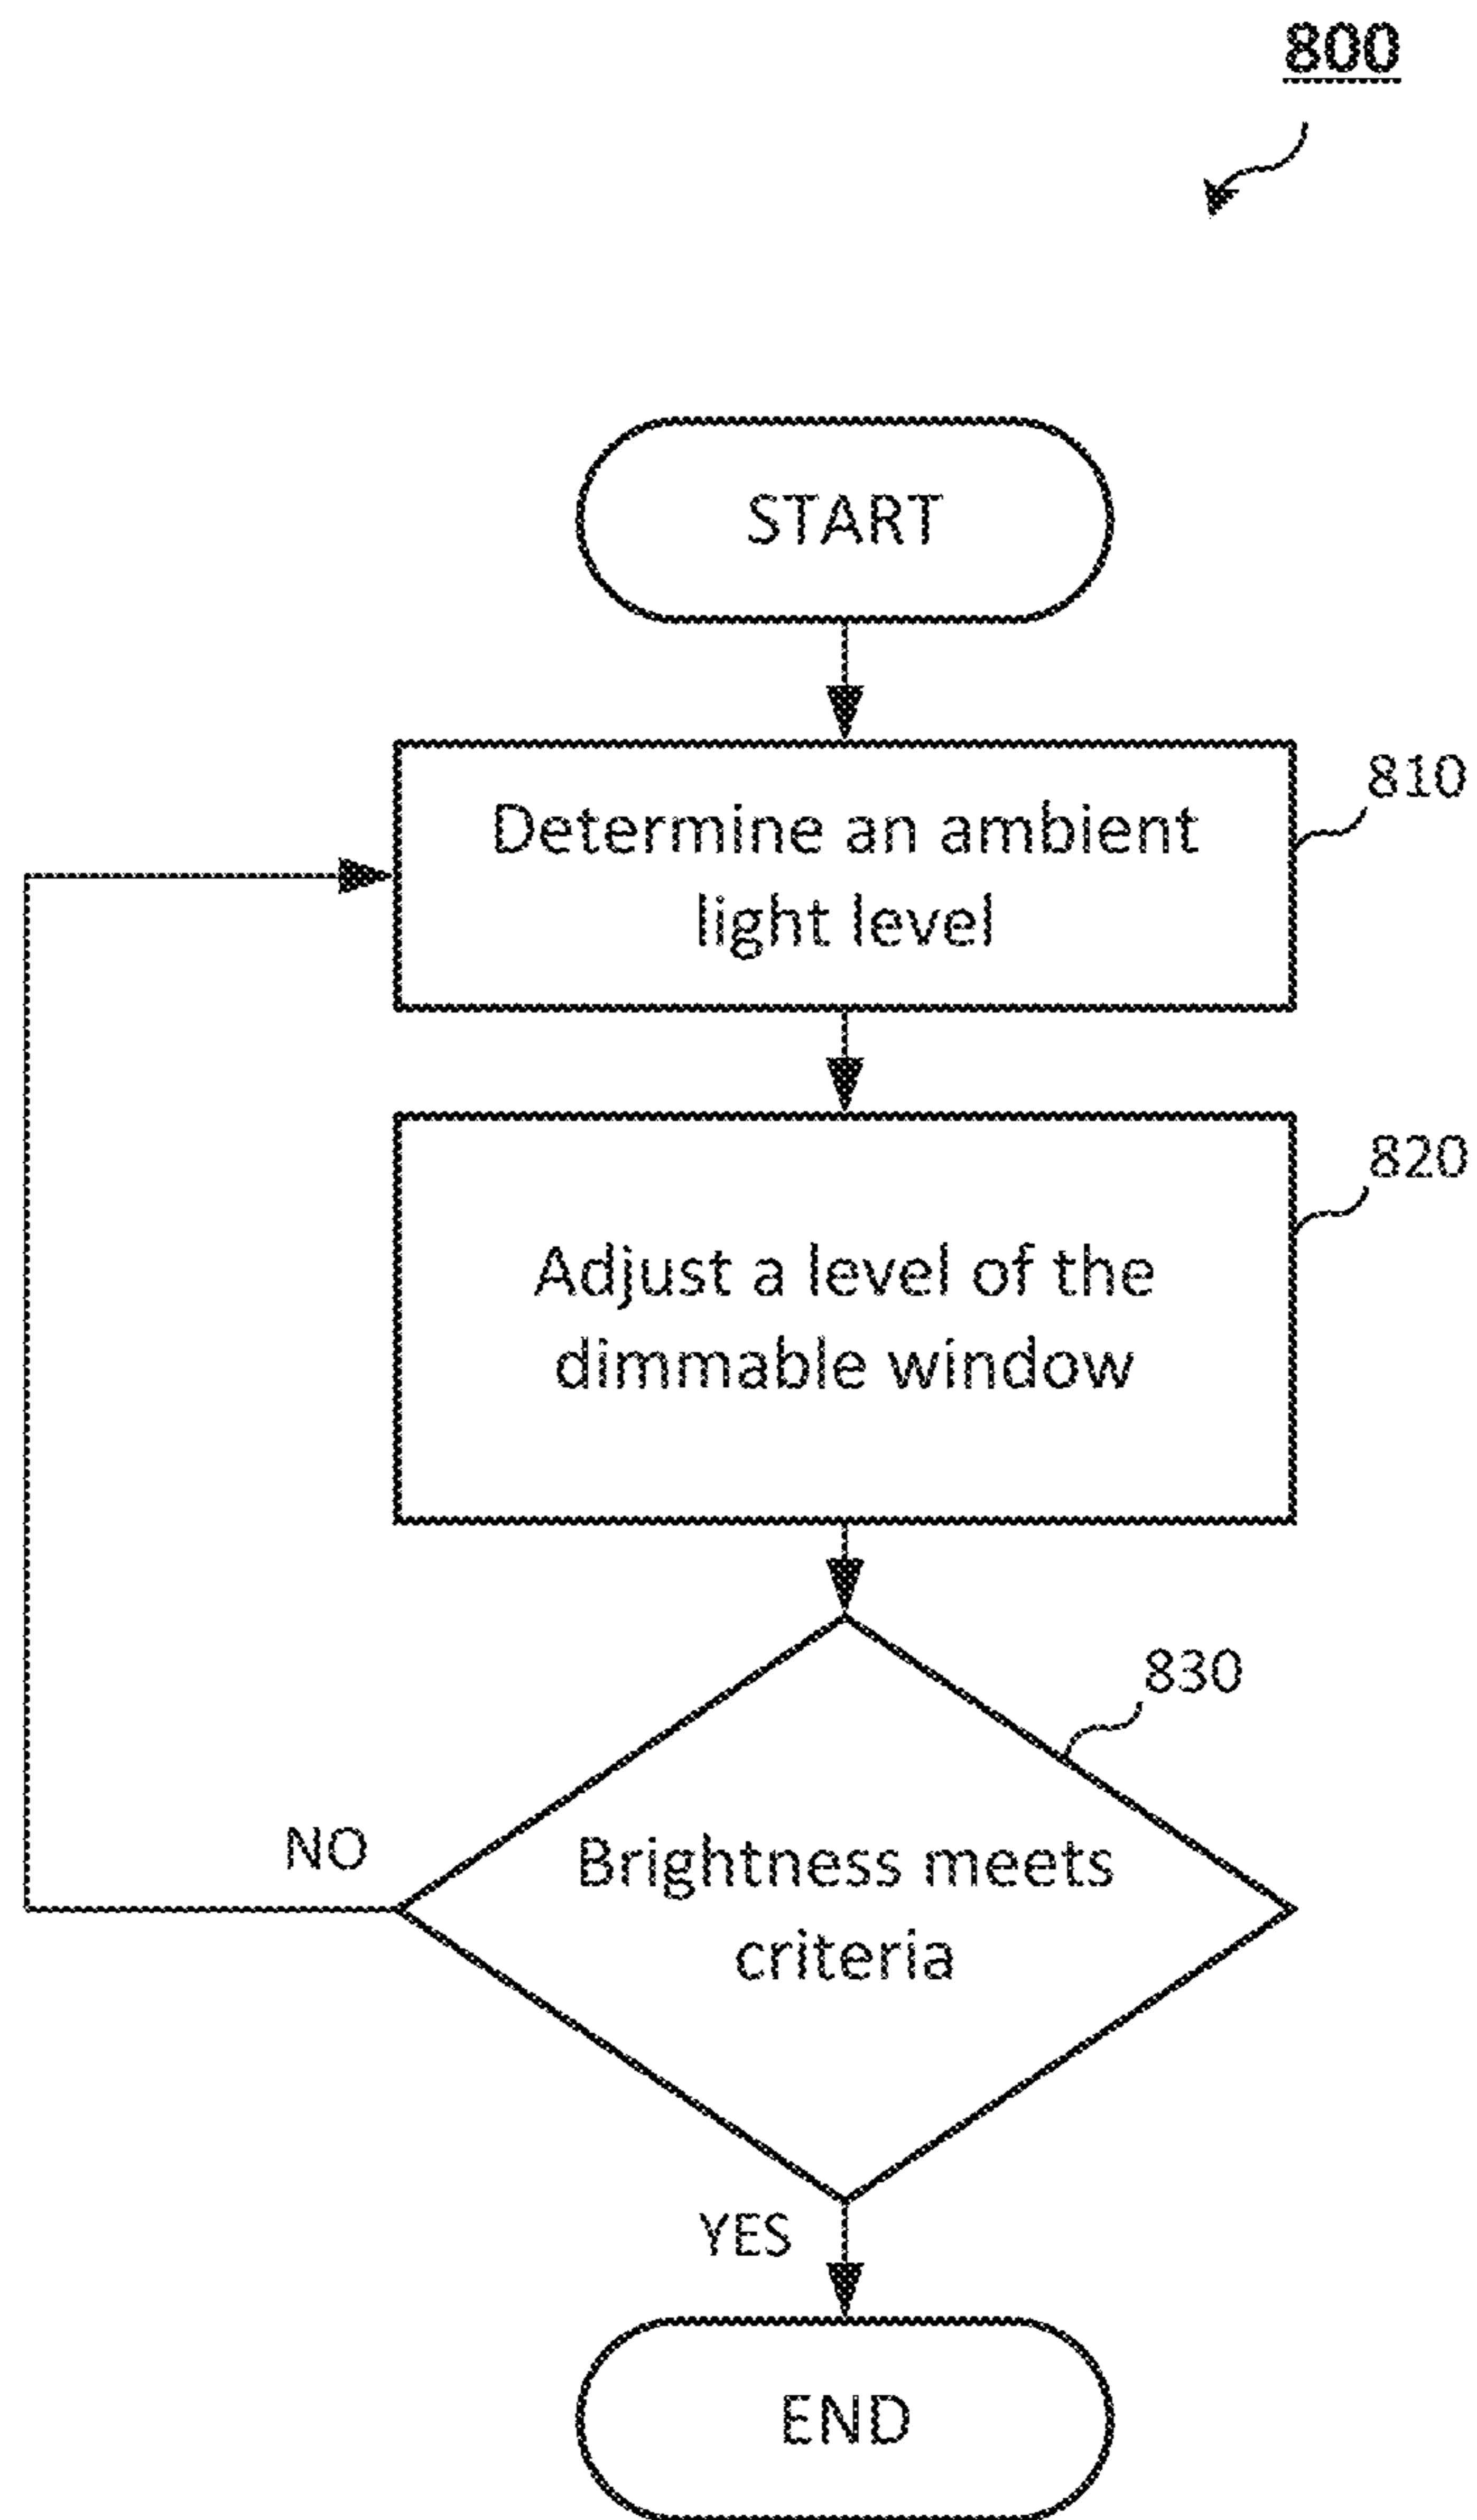 800
START
Determine an ambient
light level
810
Adjust a level of the
dimmable window
820
830
Brightness meets
criteria
NO
YES
END